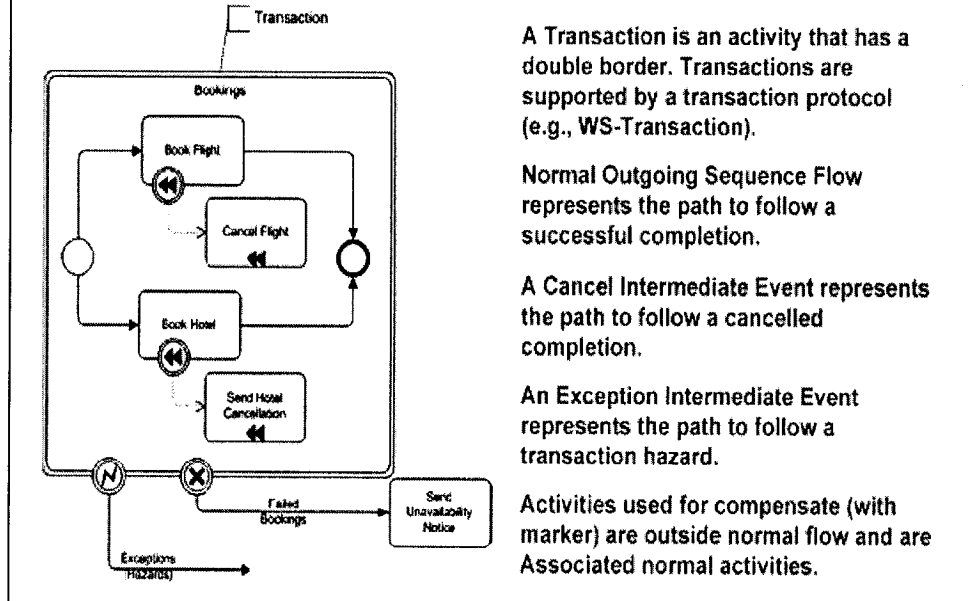 Transaction
Bookings
Book Flight
Cancel Flight
Book Hotel
Send Hotel
Cancellation
Failed
Bookings
Send
Unavailability
Notice
Exceptions
(Hazards)
A Transaction is an activity that has a
double border. Transactions are
supported by a transaction protocol
(e.g., WS-Transaction).
Normal Outgoing Sequence Flow
represents the path to follow a
successful completion.
A Cancel Intermediate Event represents
the path to follow a cancelled
completion.
An Exception Intermediate Event
represents the path to follow a
transaction hazard.
Activities used for compensate (with
marker) are outside normal flow and are
Associated normal activities.